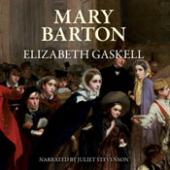 MARY
BARTON
ELIZABETH GASKELL
NARRATED BY JULIET STEVENSON